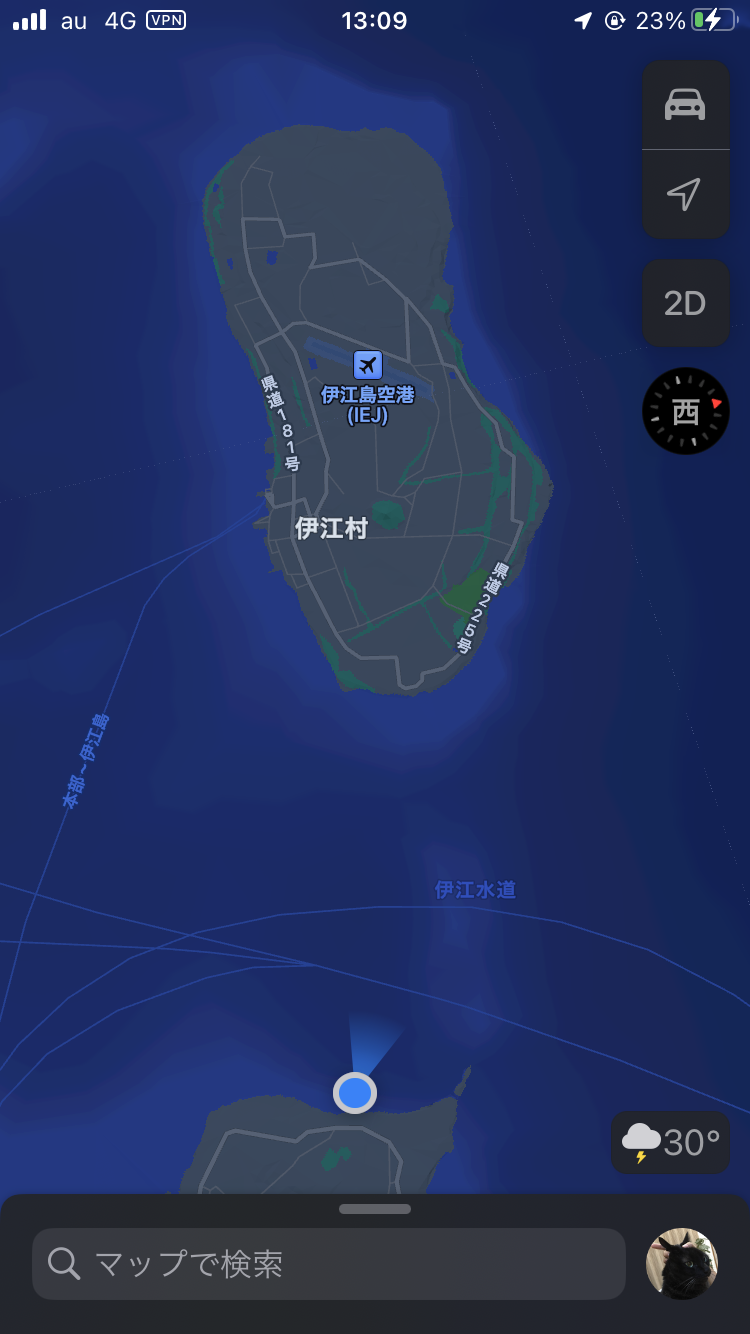 au 4G VPN 13:09 23%
2D
西
伊江島空港
(IEJ)
県道181号
伊江村
県道225号
本部~伊江島
伊江水道
30°
マップで検索